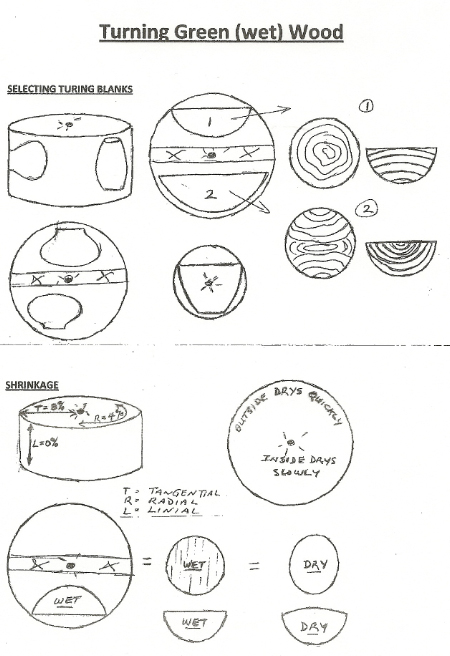 Turning Green (wet) Wood
SELECTING TURING BLANKS
1
X X
2
1
2
X X
SHRINKAGE
T=8%
R=4%
L=0%
OUTSIDE DRYS QUICKLY
INSIDE DRYS
SLOWLY
T= TANGENTIAL
R= RADIAL
L= LINIAL
X X
WET
=
WET
=
DRY
WET
DRY